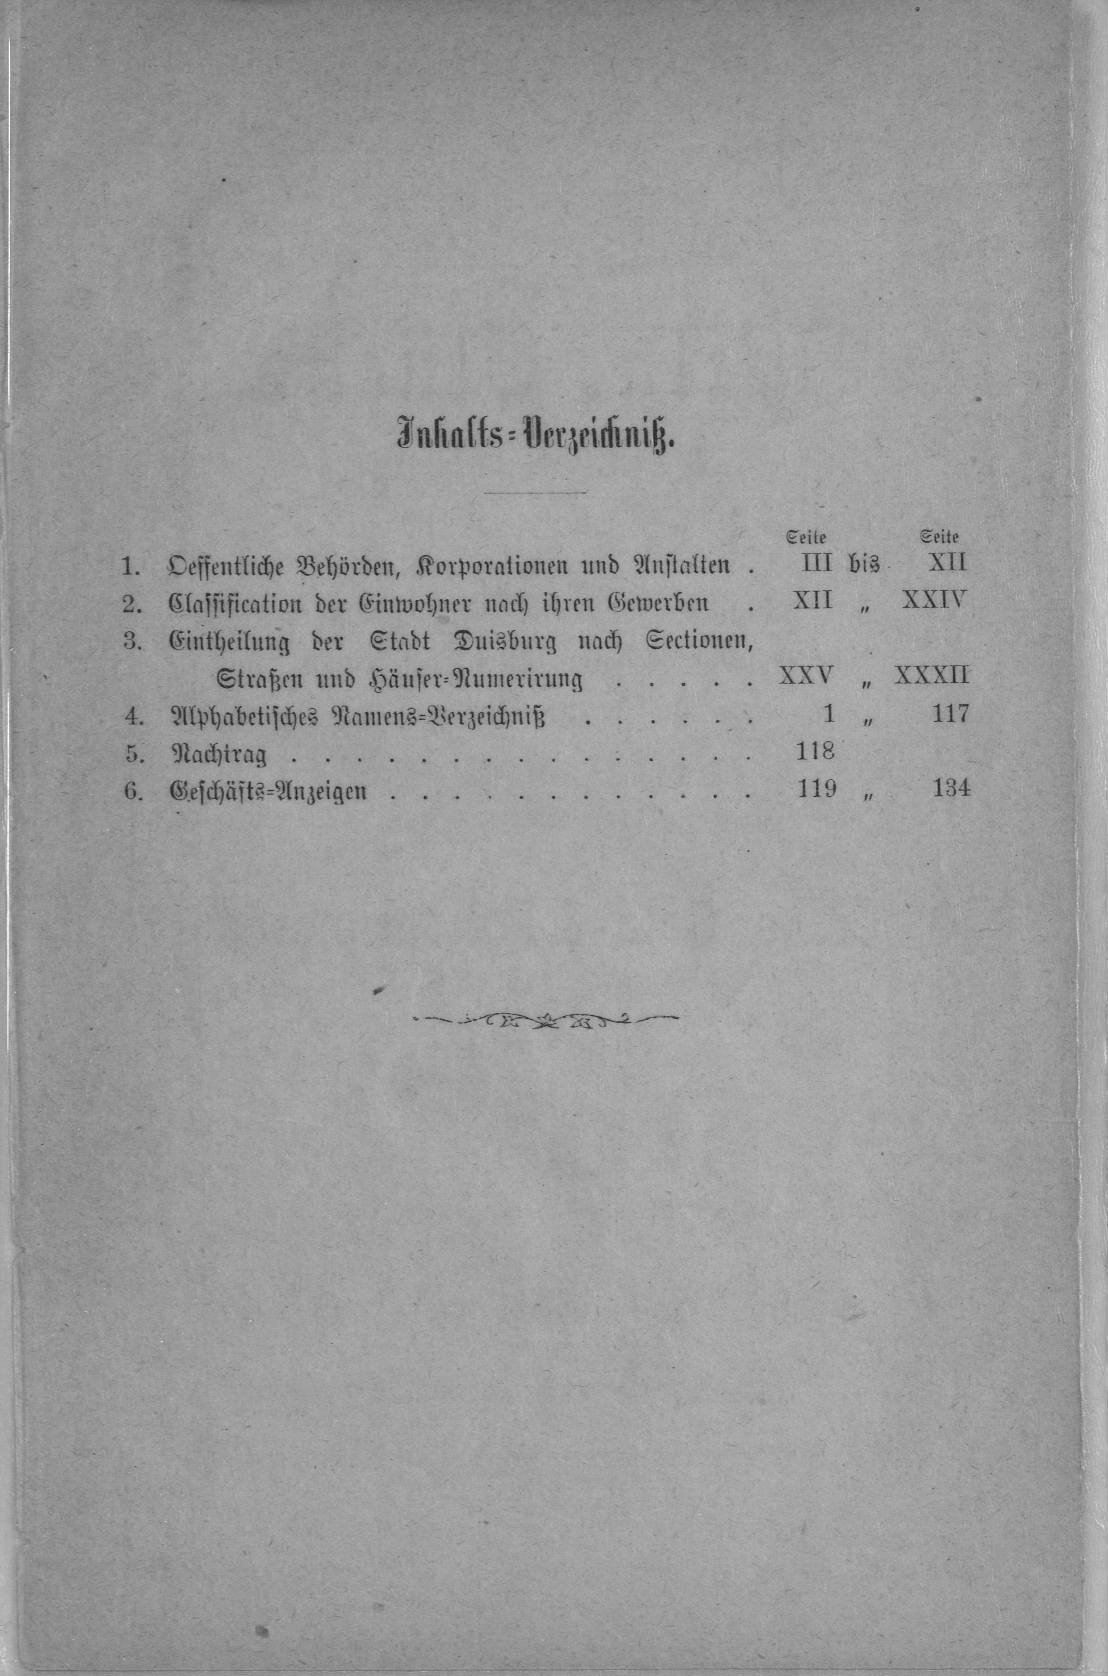 Inhalts-Verzeichniß.
Seite Seite
1. Oeffentliche Behörden, Korporationen und Anstalten . III bis XII
2. Classification der Einwohner nach ihren Gewerben . XII „ XXIV
3. Eintheilung der Stadt Duisburg nach Sectionen,
Straßen und Häuser-Numerirung . . . . . XXV „ XXXII
4. Alphabetisches Namens-Verzeichniß . . . . . . 1 „ 117
5. Nachtrag . . . . . . . . . . . . . . . 118
6. Geschäfts-Anzeigen . . . . . . . . . . . . 119 „ 134